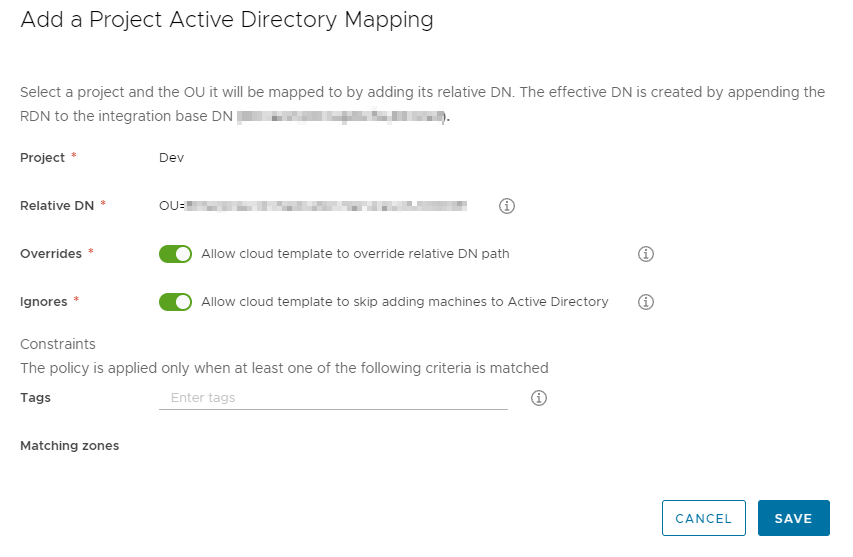 Add a Project Active Directory Mapping
Select a project and the OU it will be mapped to by adding its relative DN. The effective DN is created by appending the
RDN to the integration base DN ( ).
Project * Dev
Relative DN * OU=
Overrides * Allow cloud template to override relative DN path
Ignores * Allow cloud template to skip adding machines to Active Directory
Constraints
The policy is applied only when at least one of the following criteria is matched
Tags Enter tags
Matching zones
CANCEL SAVE